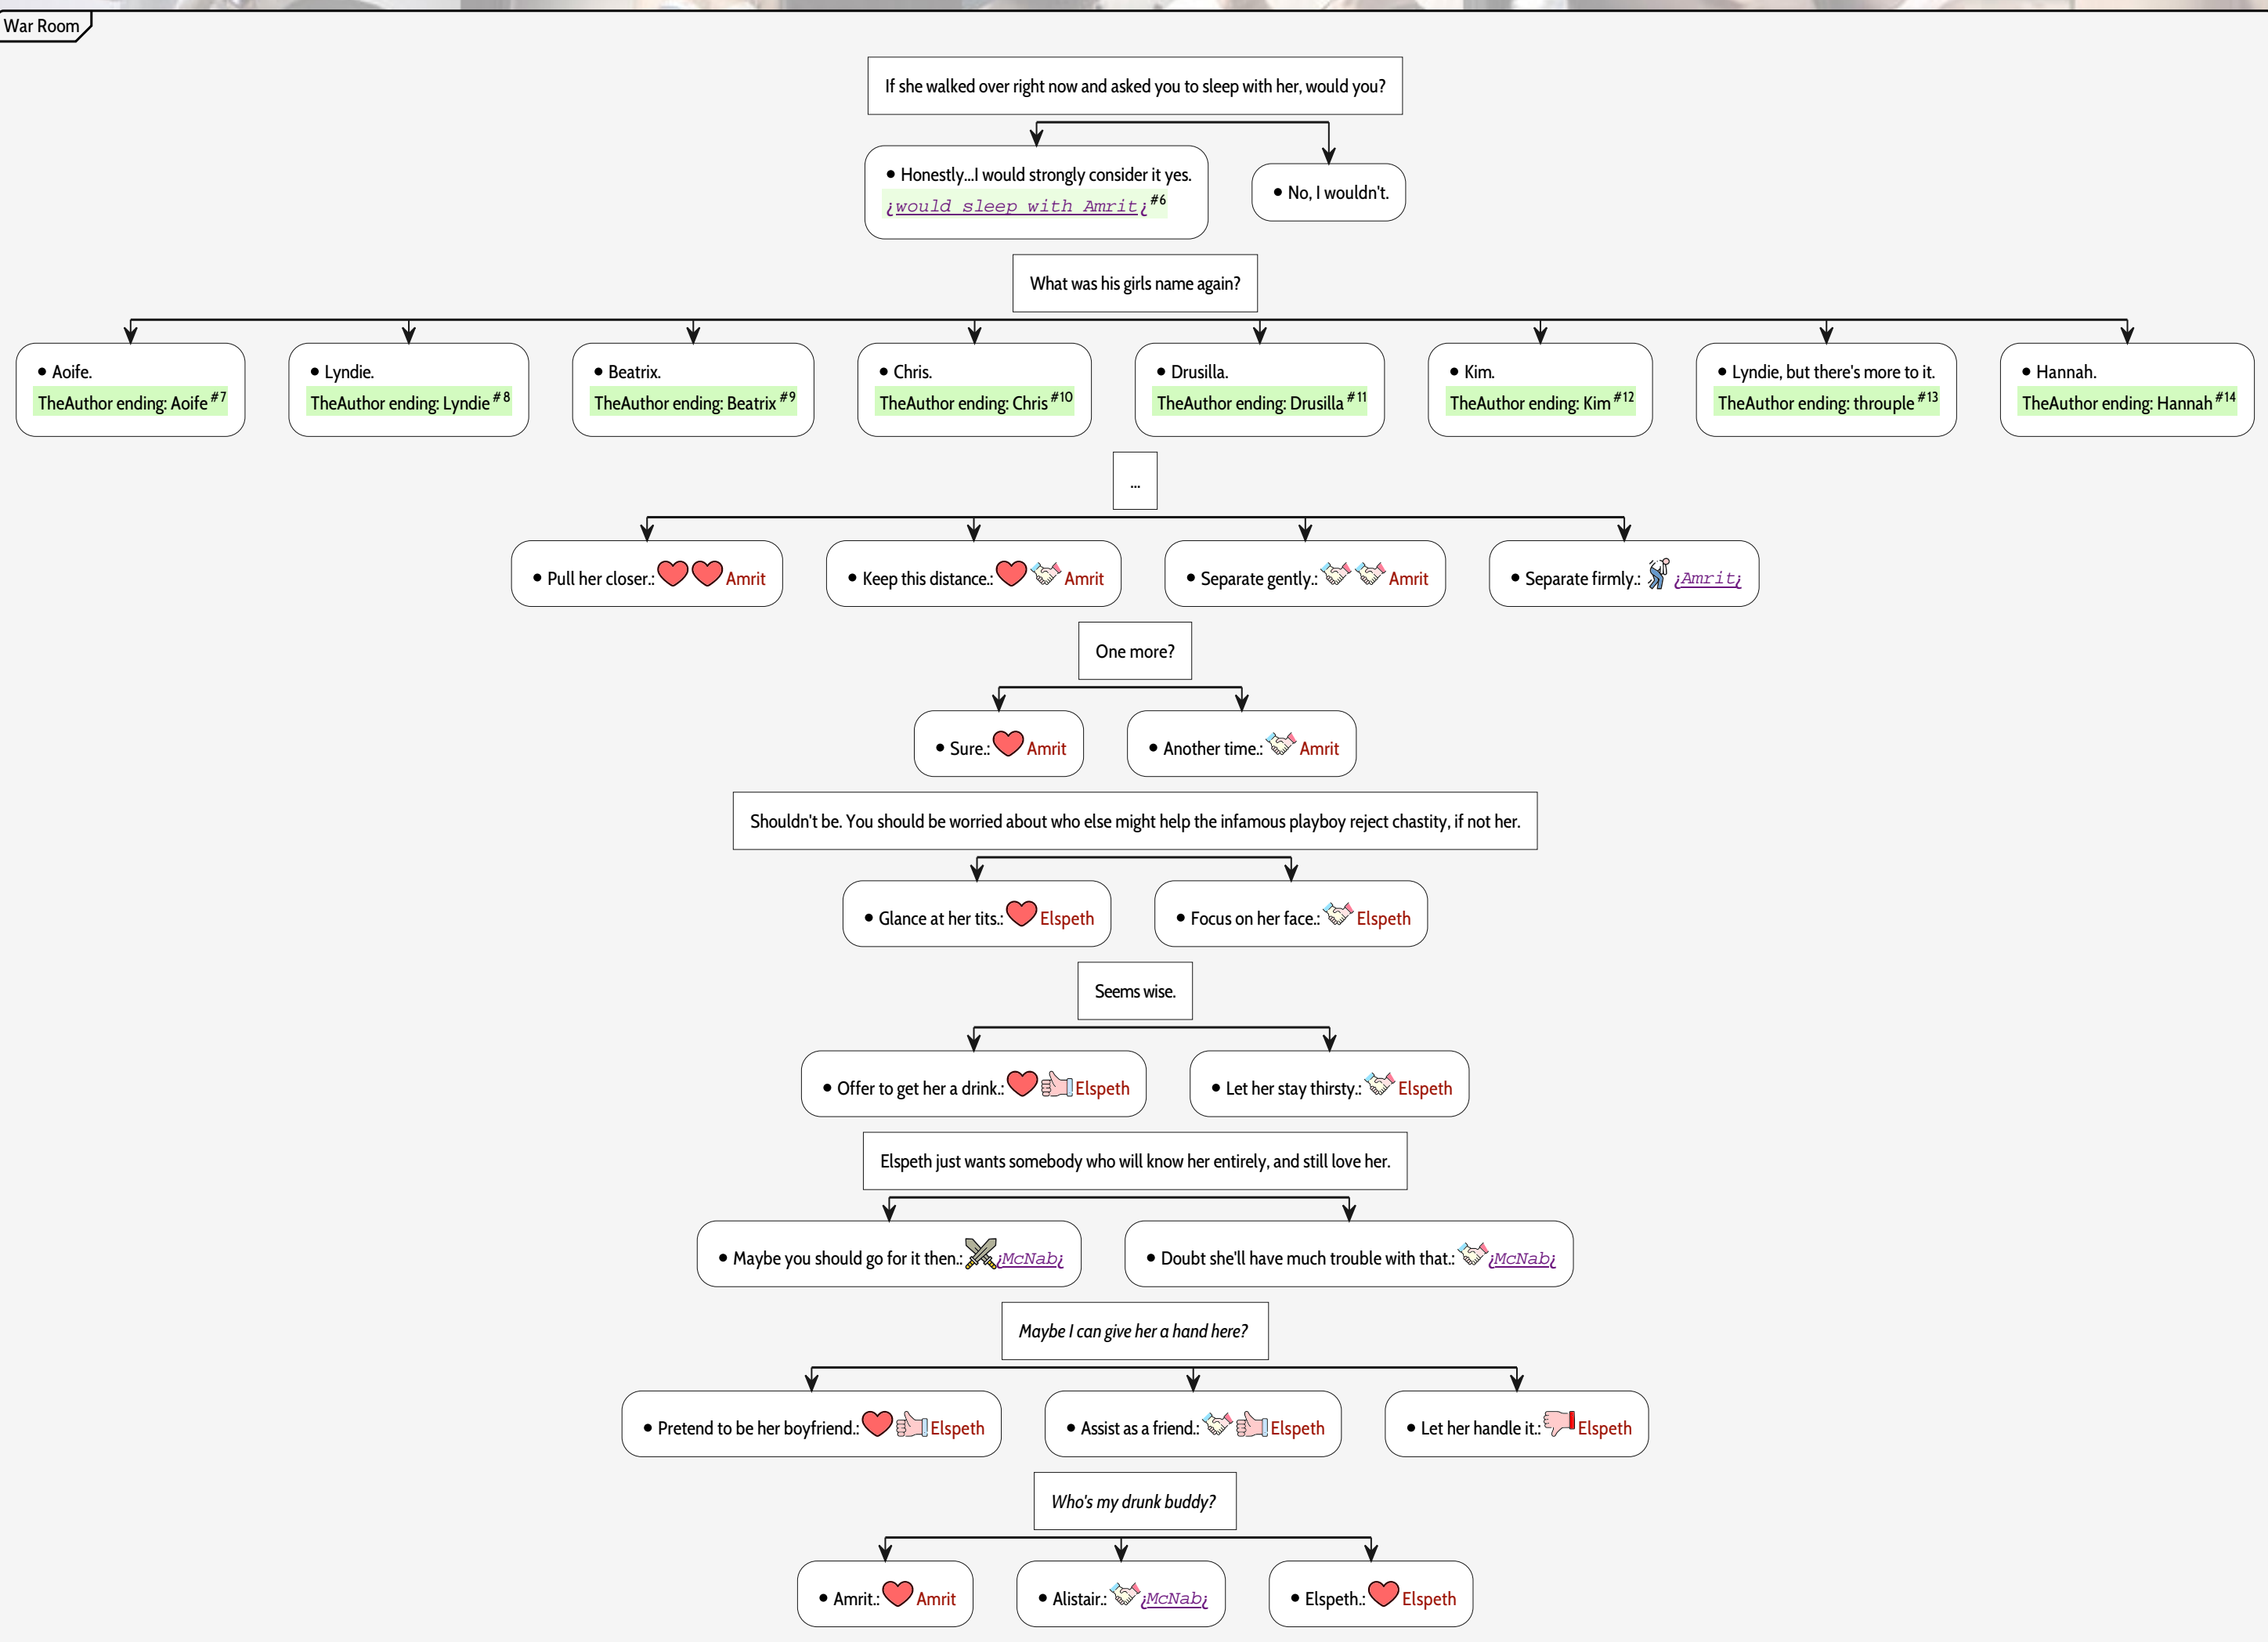 War Room
If she walked over right now and asked you to sleep with her, would you?
• Honestly...I would strongly consider it yes.
¿would sleep with Amrit¿ #6
• No, I wouldn't.
What was his girls name again?
• Aoife.
TheAuthor ending: Aoife #7
• Lyndie.
TheAuthor ending: Lyndie #8
• Beatrix.
TheAuthor ending: Beatrix #9
• Chris.
TheAuthor ending: Chris #10
• Drusilla.
TheAuthor ending: Drusilla #11
• Kim.
TheAuthor ending: Kim #12
• Lyndie, but there's more to it.
TheAuthor ending: throuple #13
• Hannah.
TheAuthor ending: Hannah #14
...
• Pull her closer.: Amrit
• Keep this distance.: Amrit
• Separate gently.: Amrit
• Separate firmly.: ¿Amrit¿
One more?
• Sure.: Amrit
• Another time.: Amrit
Shouldn't be. You should be worried about who else might help the infamous playboy reject chastity, if not her.
• Glance at her tits.: Elspeth
• Focus on her face.: Elspeth
Seems wise.
• Offer to get her a drink.: Elspeth
• Let her stay thirsty.: Elspeth
Elspeth just wants somebody who will know her entirely, and still love her.
• Maybe you should go for it then.: ¿McNab¿
• Doubt she'll have much trouble with that.: ¿McNab¿
Maybe I can give her a hand here?
• Pretend to be her boyfriend.: Elspeth
• Assist as a friend.: Elspeth
• Let her handle it.: Elspeth
Who's my drunk buddy?
• Amrit.: Amrit
• Alistair.: ¿McNab¿
• Elspeth.: Elspeth